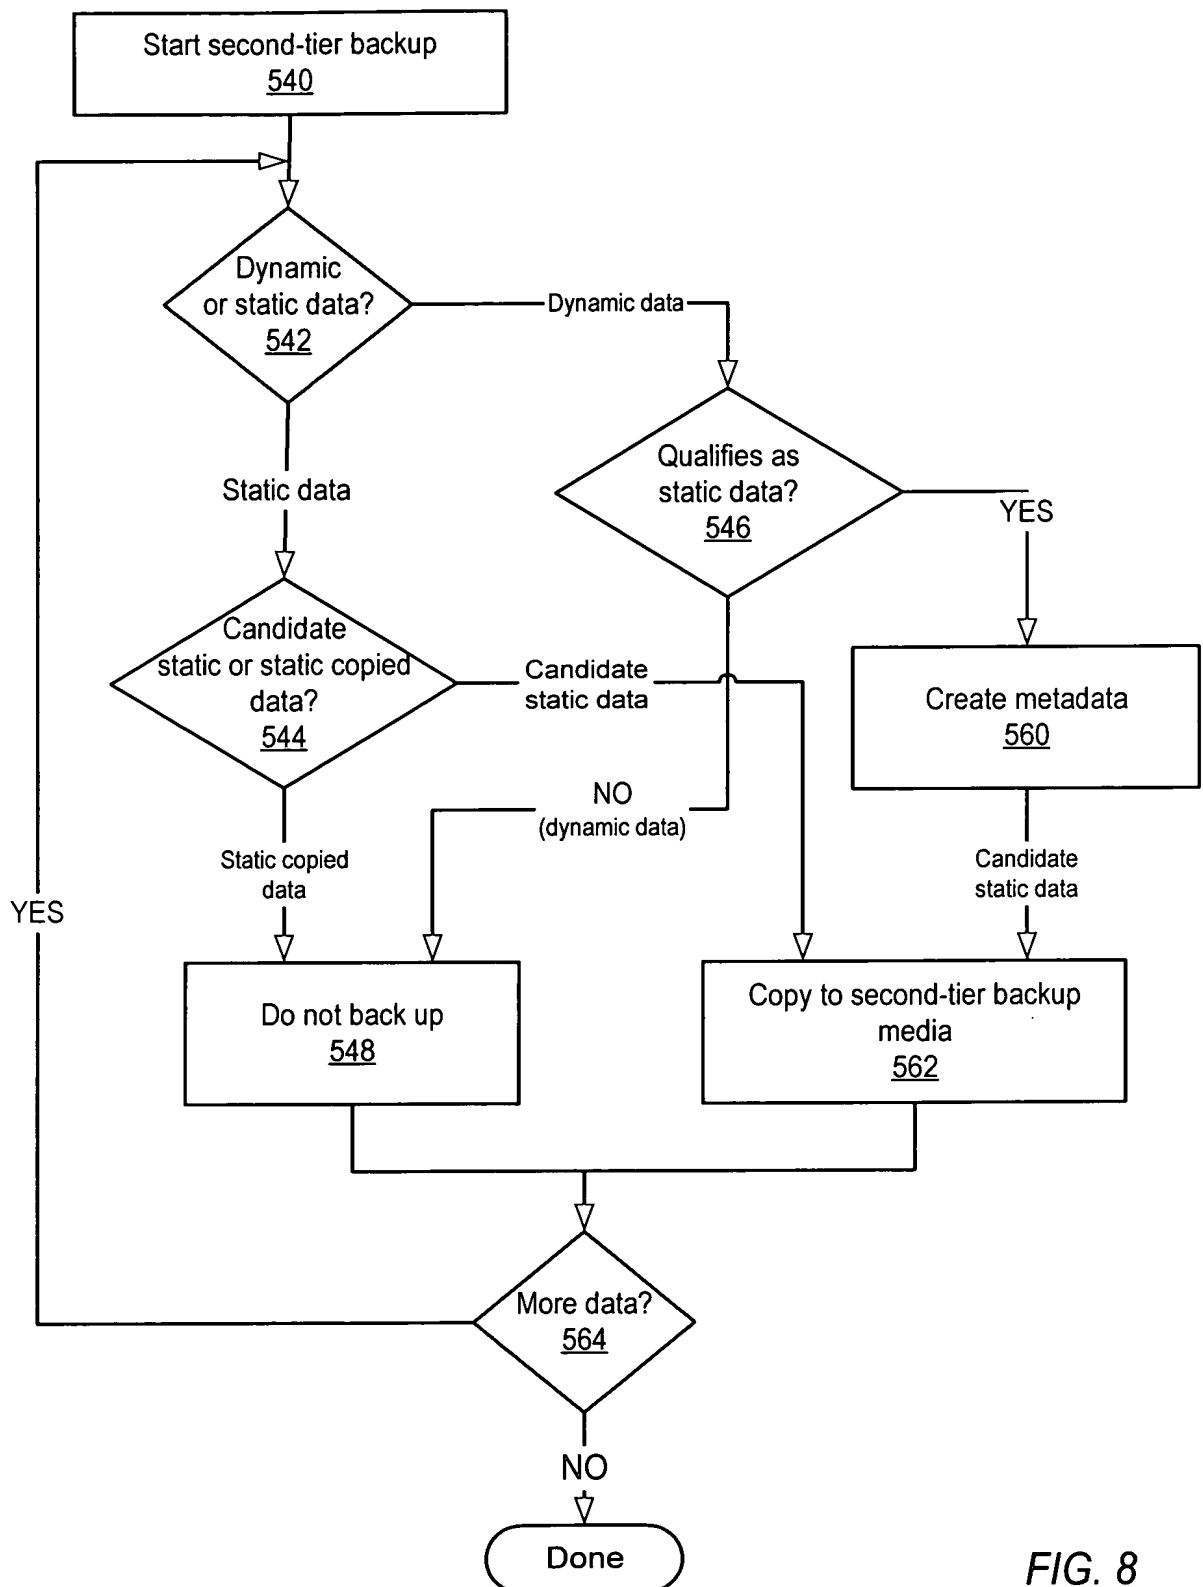 Start second-tier backup
540
Dynamic
or static data?
542
Dynamic data
Static data
Qualifies as
static data?
546
YES
Candidate
static or static copied
data?
544
Candidate
static data
Create metadata
560
NO
(dynamic data)
Static copied
data
Candidate
static data
YES
Do not back up
548
Copy to second-tier backup
media
562
More data?
564
NO
Done
FIG. 8